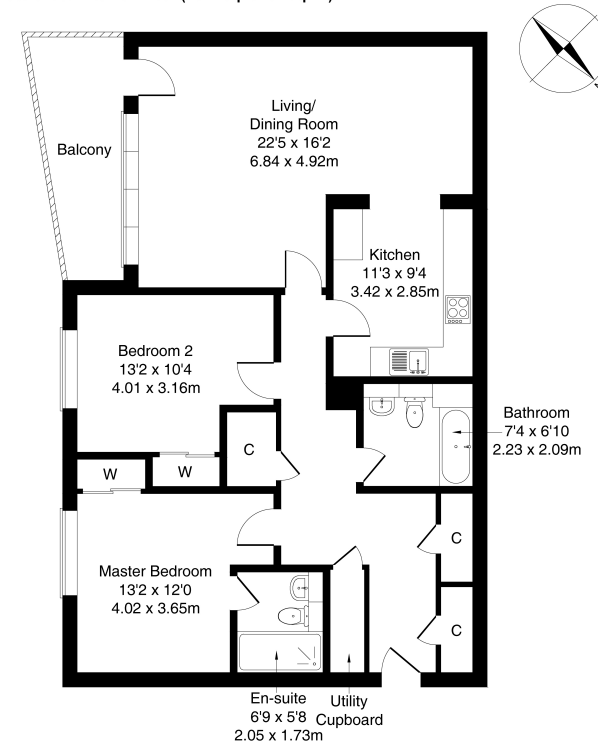 Living/
Dining Room
22'5 x 16'2
6.84 x 4.92m
Balcony
Kitchen
11'3 x 9'4
3.42 x 2.85m
Bedroom 2
13'2 x 10'4
4.01 x 3.16m
Bathroom
7'4 x 6'10
2.23 x 2.09m
C
W
W
C
Master Bedroom
13'2 x 12'0
4.02 x 3.65m
C
En-suite
6'9 x 5'8
2.05 x 1.73m
Utility
Cupboard